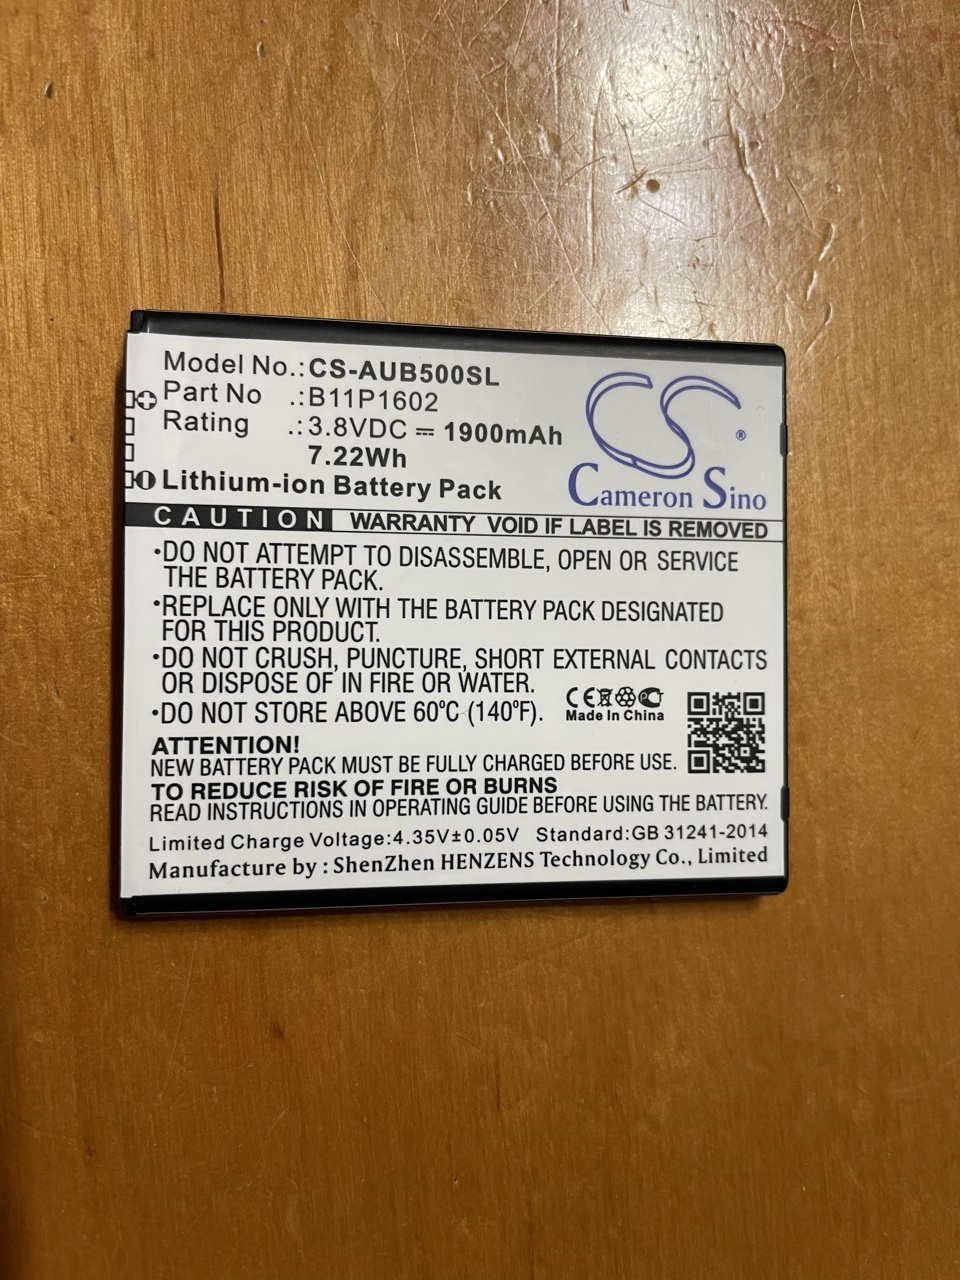 Model No.:CS-AUB500SL
Part No .:B11P1602
Rating .:3.8VDC ⎓ 1900mAh
7.22Wh
Lithium-ion Battery Pack
CS®
Cameron Sino
CAUTION WARRANTY VOID IF LABEL IS REMOVED
•DO NOT ATTEMPT TO DISASSEMBLE, OPEN OR SERVICE
THE BATTERY PACK.
•REPLACE ONLY WITH THE BATTERY PACK DESIGNATED
FOR THIS PRODUCT.
•DO NOT CRUSH, PUNCTURE, SHORT EXTERNAL CONTACTS
OR DISPOSE OF IN FIRE OR WATER.
•DO NOT STORE ABOVE 60°C (140°F).
CE
Made In China
ATTENTION!
NEW BATTERY PACK MUST BE FULLY CHARGED BEFORE USE.
TO REDUCE RISK OF FIRE OR BURNS
READ INSTRUCTIONS IN OPERATING GUIDE BEFORE USING THE BATTERY.
Limited Charge Voltage:4.35V±0.05V Standard:GB 31241-2014
Manufacture by : ShenZhen HENZENS Technology Co., Limited